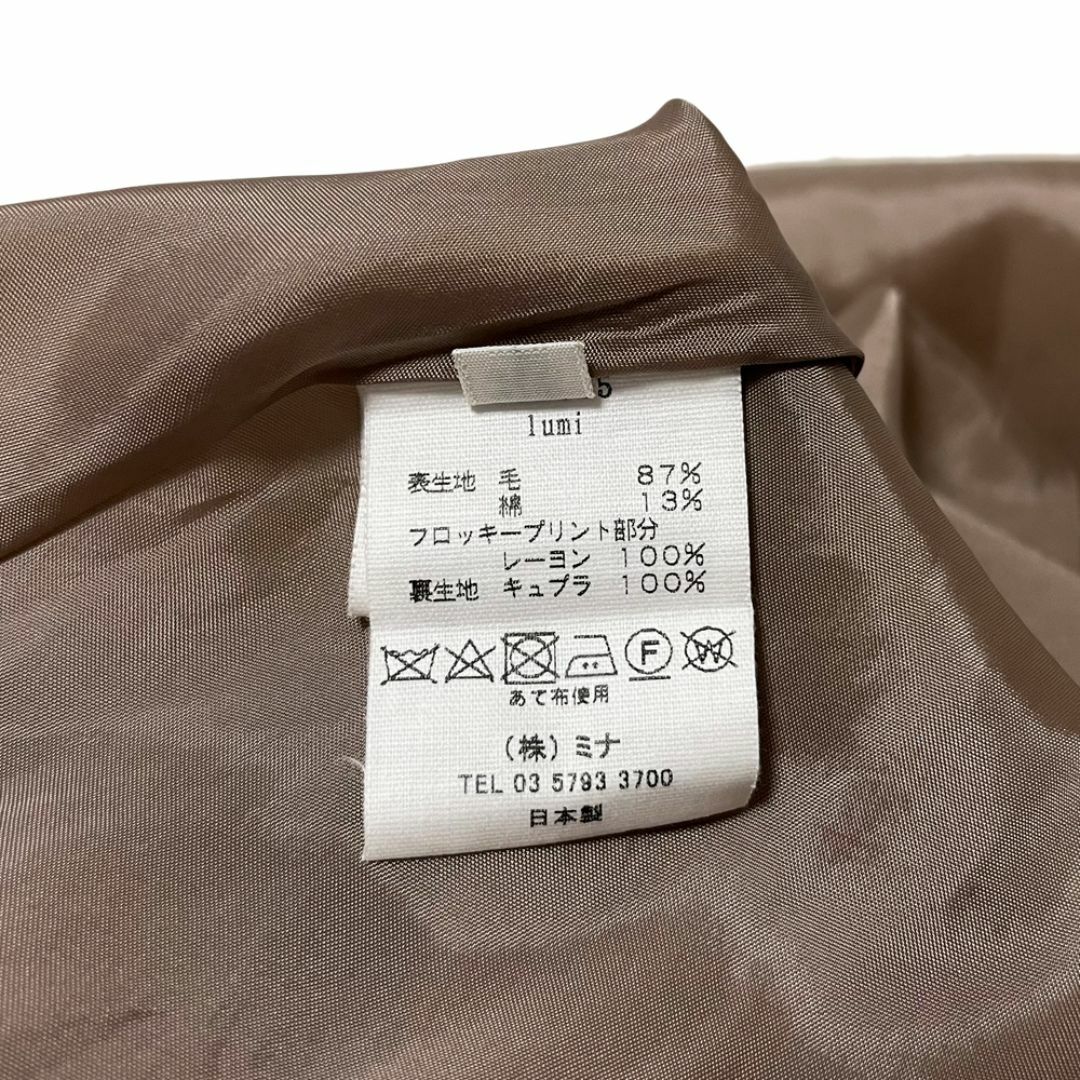 5
lumi
表生地 毛 87%
綿 13%
フロッキープリント部分
レーヨン 100%
裏生地 キュプラ 100%
F W
あて布使用
(株)ミナ
TEL 03 5793 3700
日本製